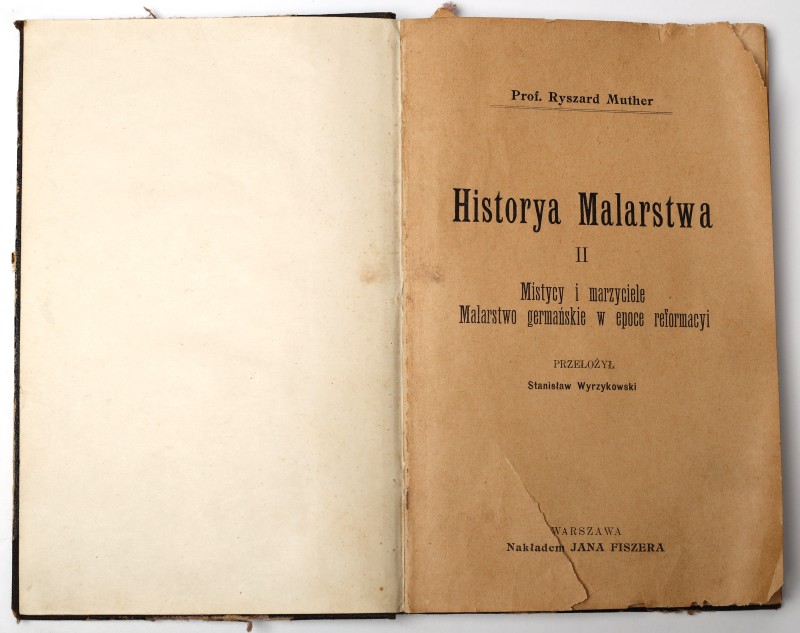 Prof. Ryszard Muther
Historya Malarstwa
II
Mistycy i marzyciele
Malarstwo germańskie w epoce reformacyi
PRZEŁOŻYŁ
Stanisław Wyrzykowski
WARSZAWA
Nakładem JANA FISZERA